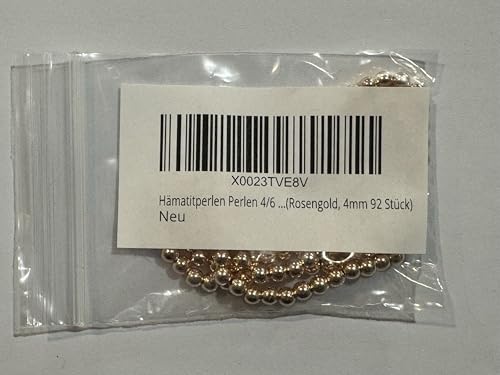 X0023TVE8V
Hämatitperlen Perlen 4/6 ...(Rosengold, 4mm 92 Stück)
Neu